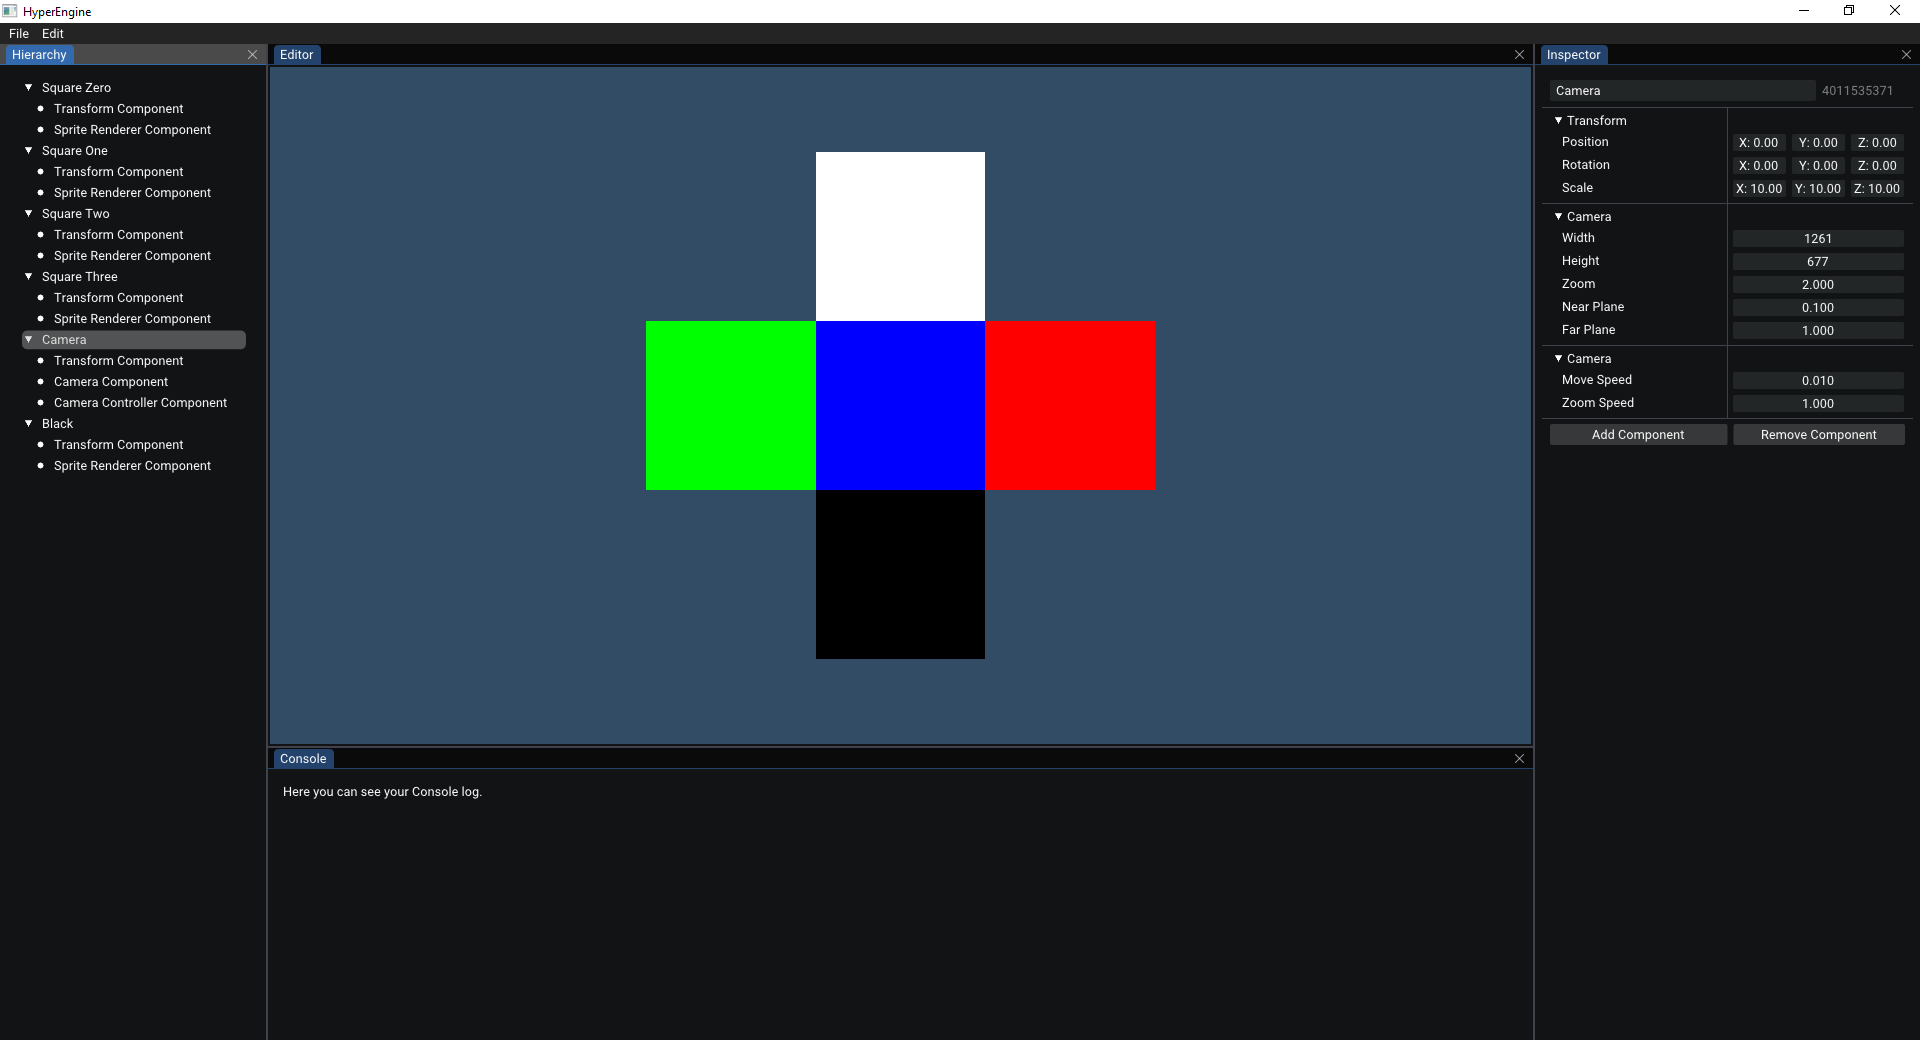 HyperEngine
File Edit
Hierarchy
Square Zero
Transform Component
Sprite Renderer Component
Square One
Transform Component
Sprite Renderer Component
Square Two
Transform Component
Sprite Renderer Component
Square Three
Transform Component
Sprite Renderer Component
Camera
Transform Component
Camera Component
Camera Controller Component
Black
Transform Component
Sprite Renderer Component
Editor
Console
Here you can see your Console log.
Inspector
Camera 4011535371
Transform
Position X: 0.00 Y: 0.00 Z: 0.00
Rotation X: 0.00 Y: 0.00 Z: 0.00
Scale X: 10.00 Y: 10.00 Z: 10.00
Camera
Width 1261
Height 677
Zoom 2.000
Near Plane 0.100
Far Plane 1.000
Camera
Move Speed 0.010
Zoom Speed 1.000
Add Component Remove Component